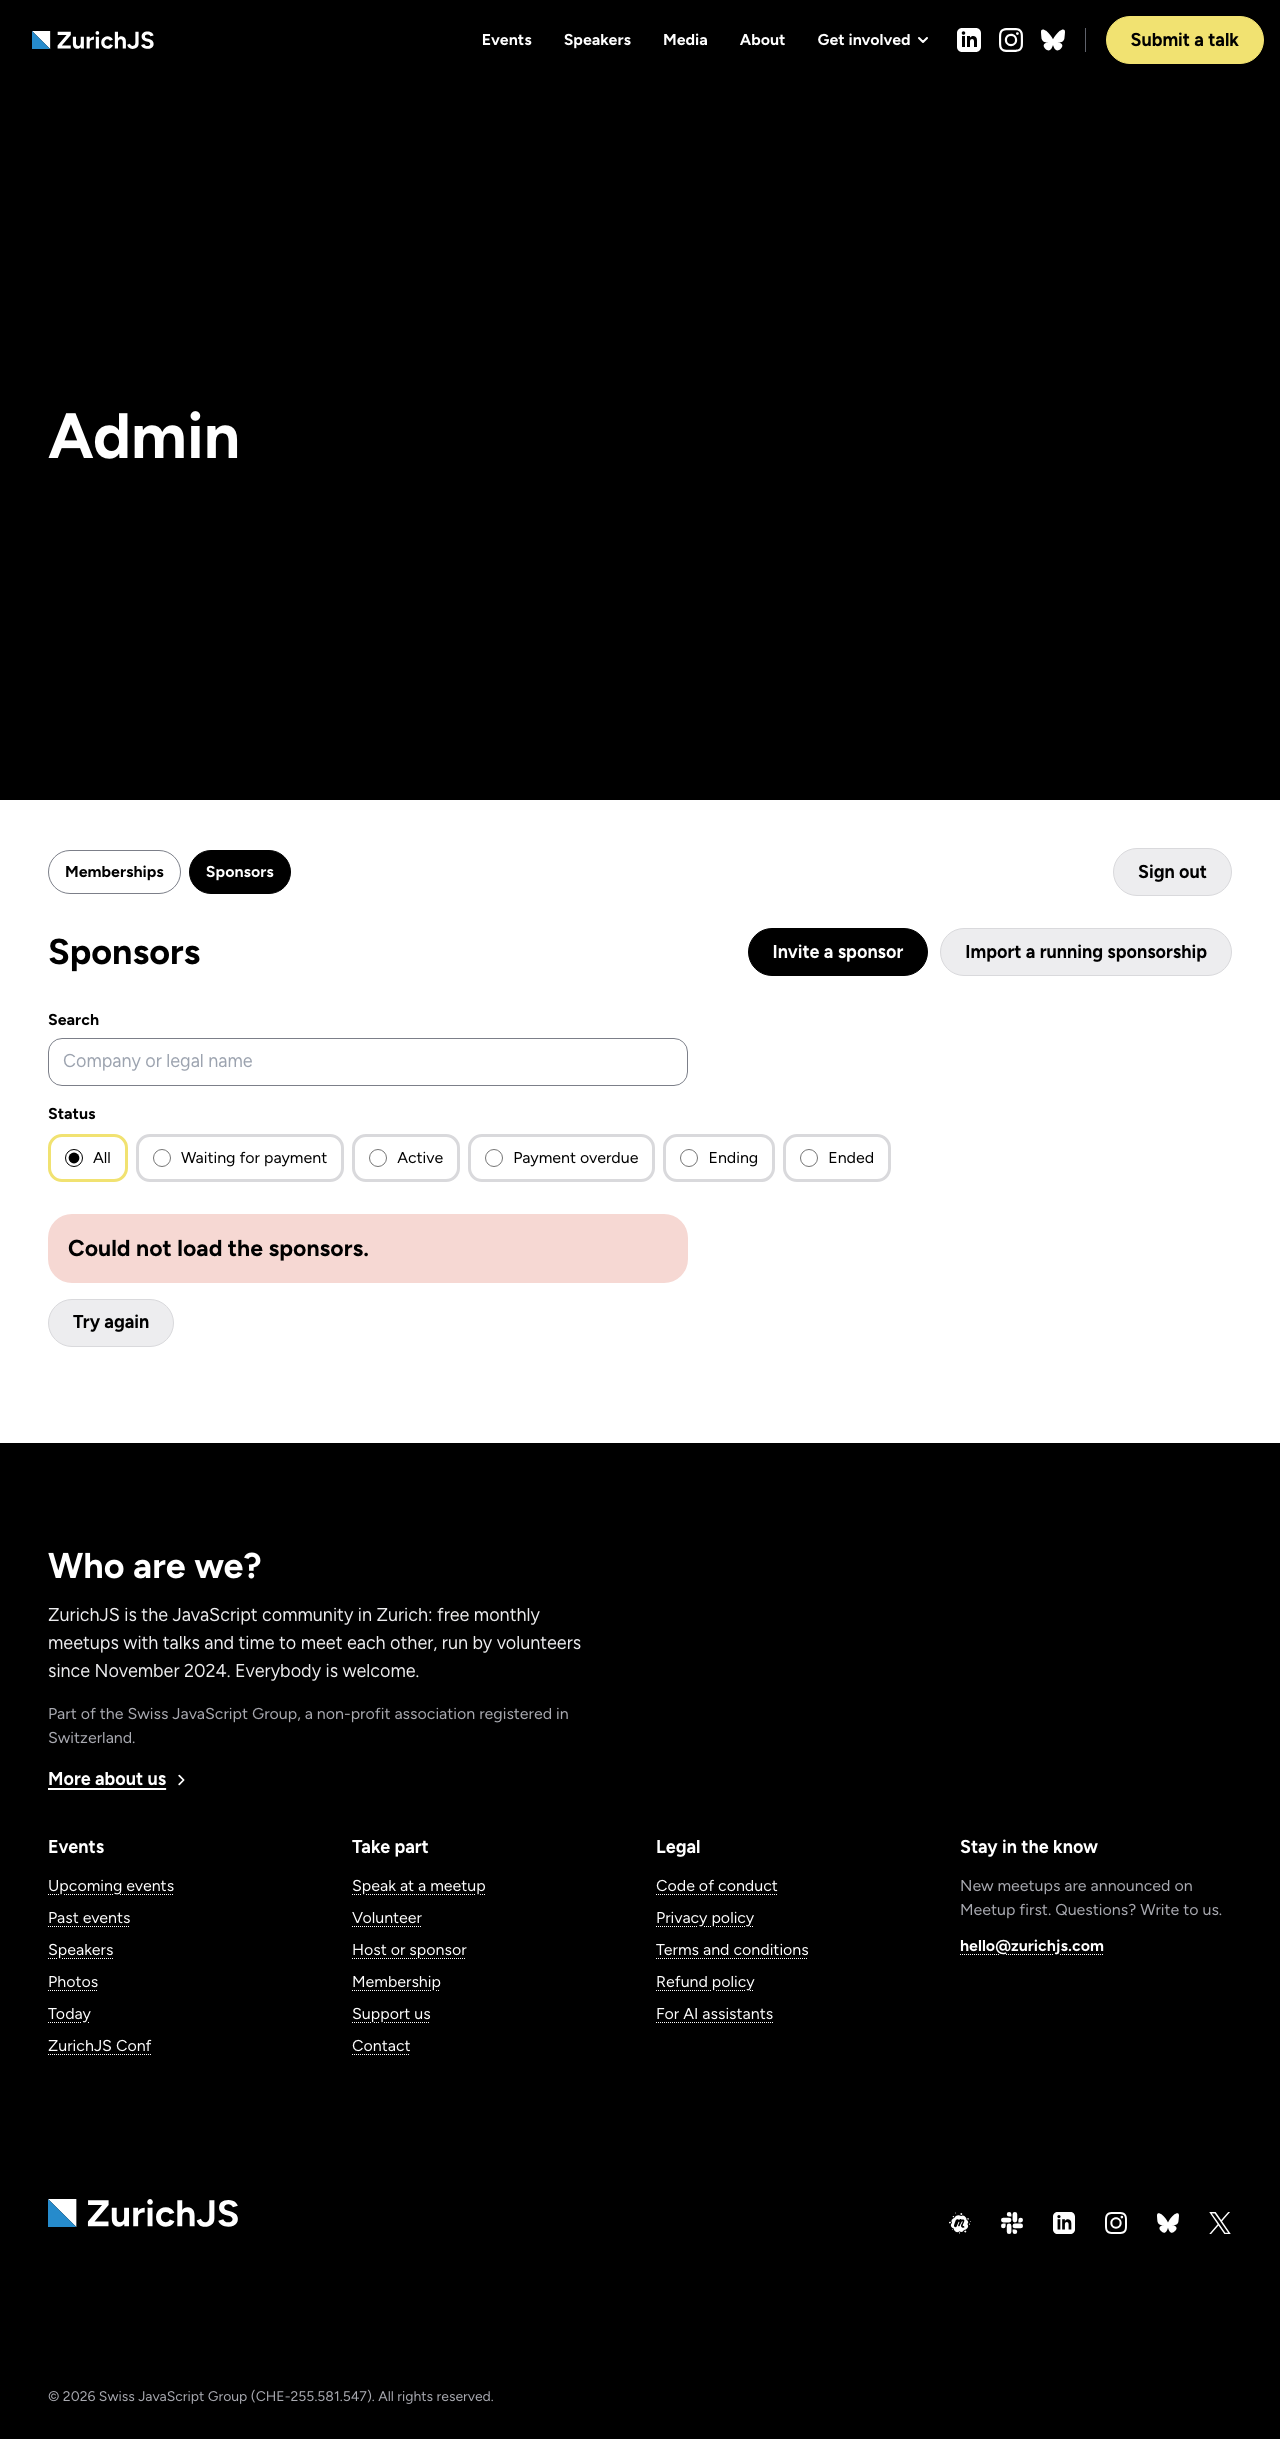 ZurichJS
Events
Speakers
Media
About
Get involved
Submit a talk
Admin
Memberships
Sponsors
Sign out
Sponsors
Invite a sponsor
Import a running sponsorship
Search
Company or legal name
Status
All
Waiting for payment
Active
Payment overdue
Ending
Ended
Could not load the sponsors.
Try again
Who are we?
ZurichJS is the JavaScript community in Zurich: free monthly
meetups with talks and time to meet each other, run by volunteers
since November 2024. Everybody is welcome.
Part of the Swiss JavaScript Group, a non-profit association registered in
Switzerland.
More about us
Events
Upcoming events
Past events
Speakers
Photos
Today
ZurichJS Conf
Take part
Speak at a meetup
Volunteer
Host or sponsor
Membership
Support us
Contact
Legal
Code of conduct
Privacy policy
Terms and conditions
Refund policy
For AI assistants
Stay in the know
New meetups are announced on
Meetup first. Questions? Write to us.
hello@zurichjs.com
ZurichJS
© 2026 Swiss JavaScript Group (CHE-255.581.547). All rights reserved.